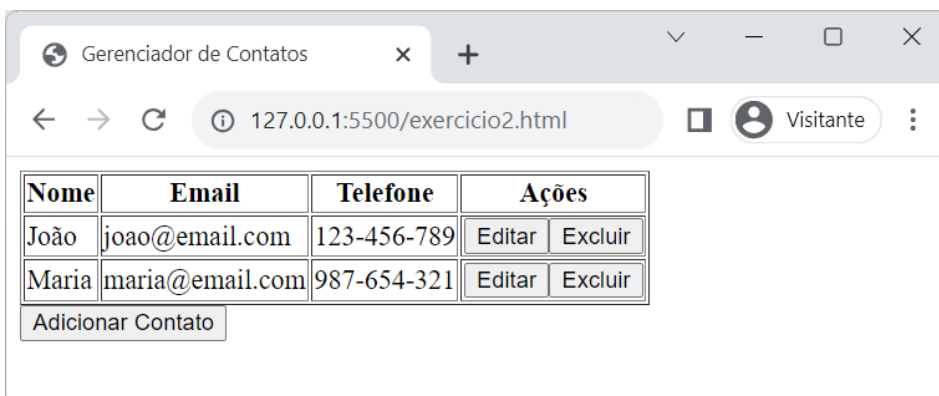 Gerenciador de Contatos
127.0.0.1:5500/exercicio2.html Visitante
Nome Email Telefone Ações
João joao@email.com 123-456-789 Editar Excluir
Maria maria@email.com 987-654-321 Editar Excluir
Adicionar Contato